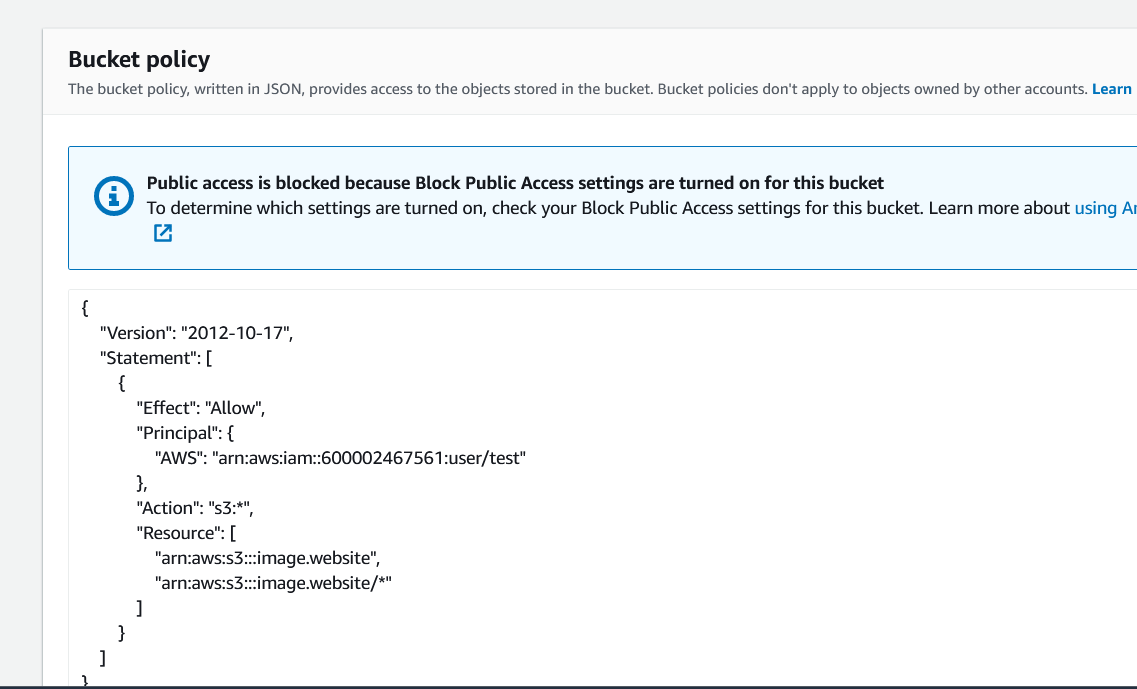 Bucket policy
The bucket policy, written in JSON, provides access to the objects stored in the bucket. Bucket policies don't apply to objects owned by other accounts. Learn
Public access is blocked because Block Public Access settings are turned on for this bucket
To determine which settings are turned on, check your Block Public Access settings for this bucket. Learn more about using
{
"Version": "2012-10-17",
"Statement": [
{
"Effect": "Allow",
"Principal": {
"AWS": "arn:aws:iam::600002467561:user/test"
},
"Action": "s3:*",
"Resource": [
"arn:aws:s3:::image.website",
"arn:aws:s3:::image.website/*"
]
}
]
}